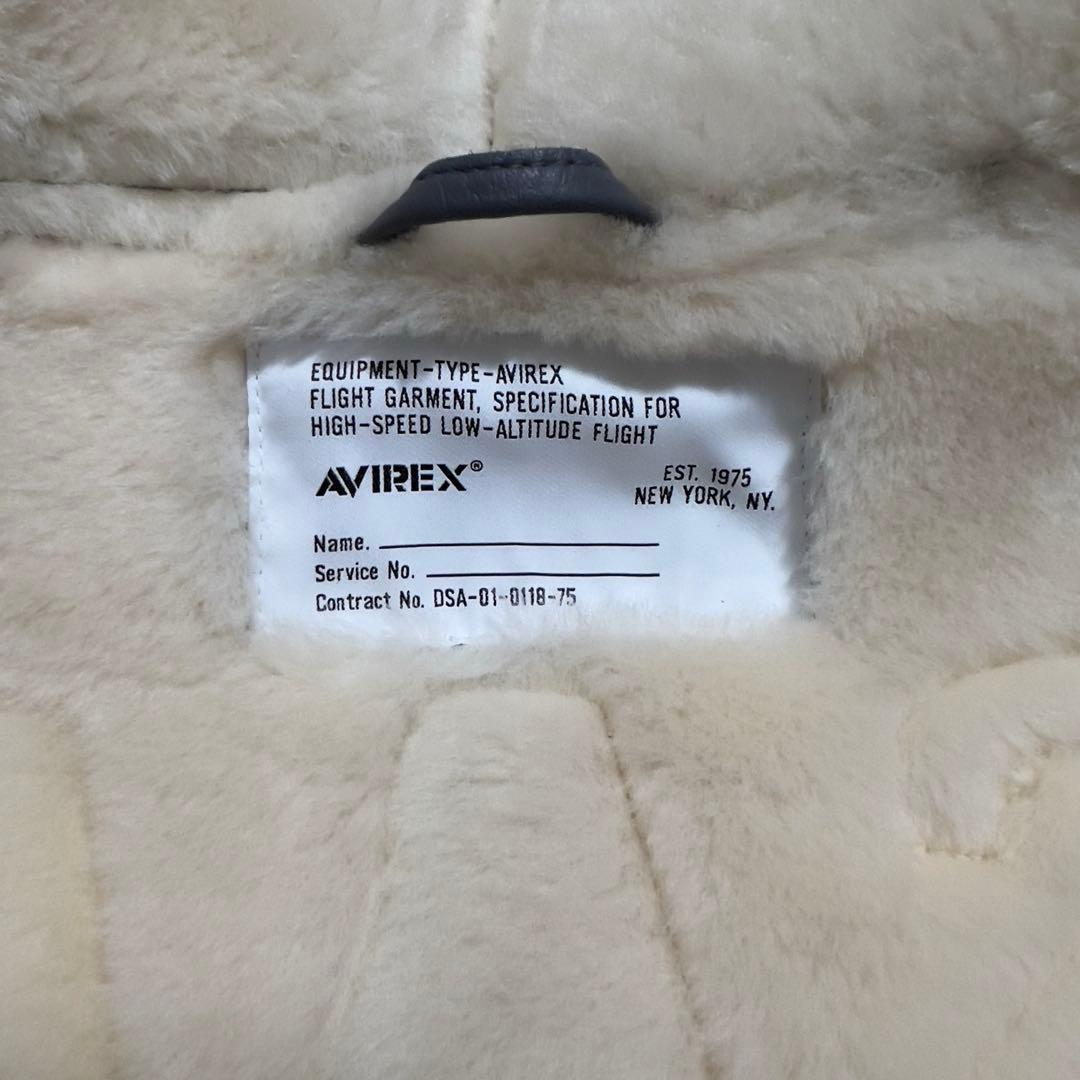 EQUIPMENT-TYPE-AVIREX
FLIGHT GARMENT, SPECIFICATION FOR
HIGH-SPEED LOW-ALTITUDE FLIGHT
AVIREX®
EST. 1975
NEW YORK, NY.
Name.
Service No.
Contract No. DSA-01-0118-75